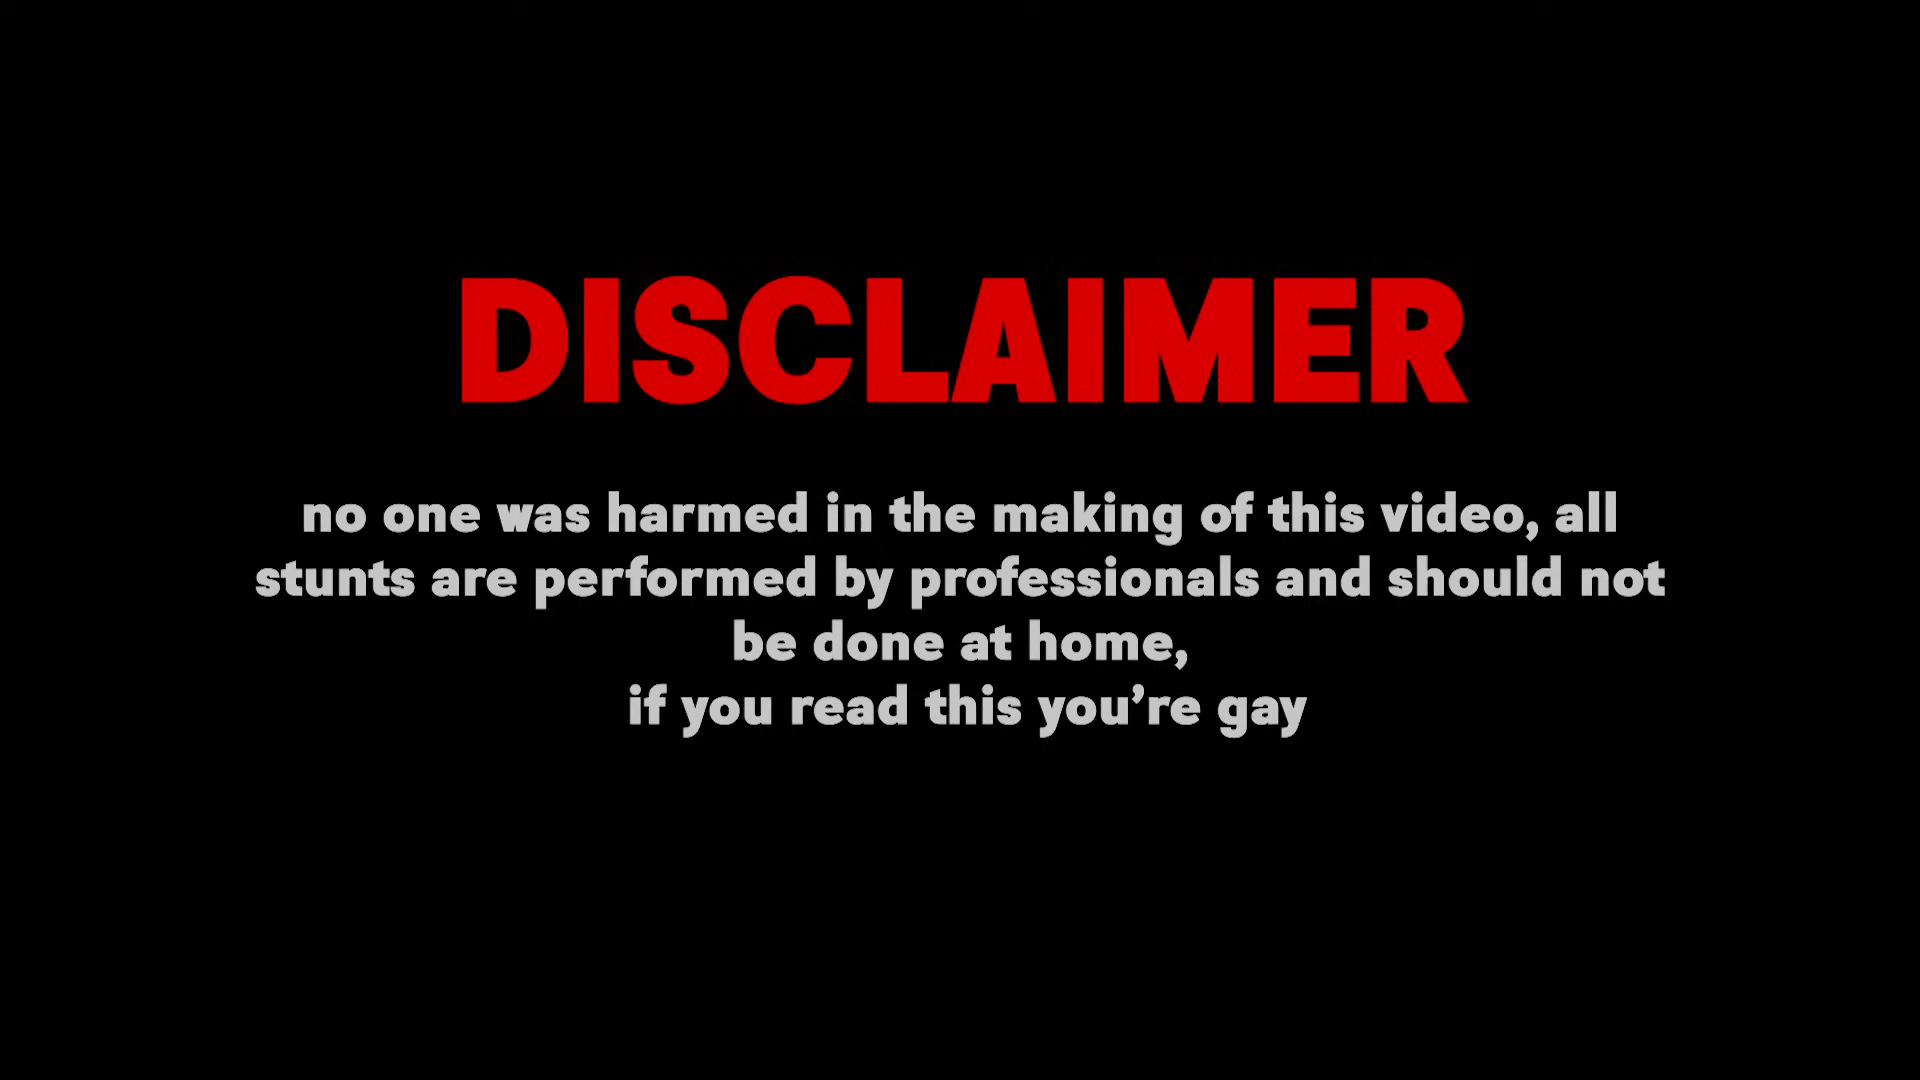 DISCLAIMER
no one was harmed in the making of this video, all
stunts are performed by professionals and should not
be done at home,
if you read this you’re gay